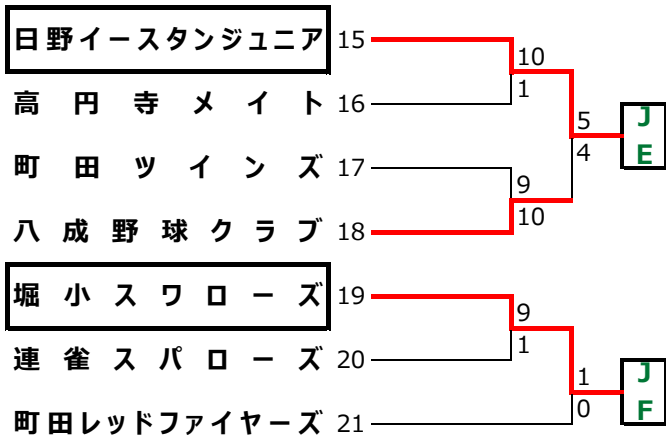 日野イースタンジュニア 15
10
高円寺メイト 16
1
5
J
町田ツインズ 17
4
E
9
八成野球クラブ 18
10
堀小スワローズ 19
9
連雀スパローズ 20
1
1
J
町田レッドファイヤーズ 21
0
F